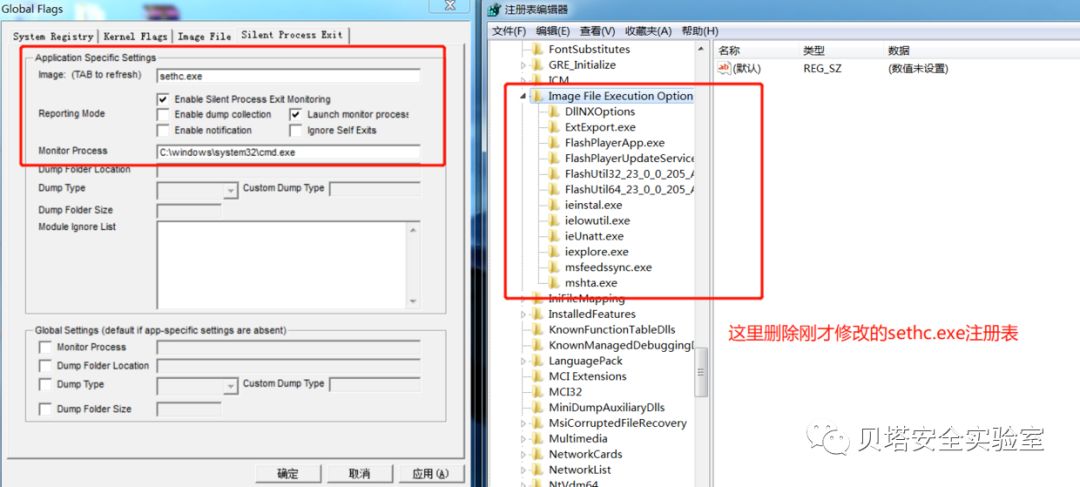 Global Flags
System Registry
Kernel Flags
Image File
Silent Process Exit
Application Specific Settings
Image: (TAB to refresh)
sethc.exe
Enable Silent Process Exit Monitoring
Reporting Mode
Enable dump collection
Launch monitor process
Enable notification
Ignore Self Exits
Monitor Process
C:\windows\system32\cmd.exe
Dump Folder Location
Dump Type
Custom Dump Type
Dump Folder Size
Module Ignore List
Global Settings (default if app-specific settings are absent)
Monitor Process
Dump Folder Location
Dump Type
Custom Dump Type
Dump Folder Size
确定
取消
应用(A)
注册表编辑器
文件(F)
编辑(E)
查看(V)
收藏夹(A)
帮助(H)
FontSubstitutes
GRE_Initialize
ICM
Image File Execution Option
DllNXOptions
ExtExport.exe
FlashPlayerApp.exe
FlashPlayerUpdateService
FlashUtil32_23_0_0_205_A
FlashUtil64_23_0_0_205_A
ieinstal.exe
ielowutil.exe
ieUnatt.exe
iexplore.exe
msfeedssync.exe
mshta.exe
IniFileMapping
InstalledFeatures
KnownFunctionTableDlls
KnownManagedDebuggingD
LanguagePack
MCI Extensions
MCI32
MiniDumpAuxiliaryDlls
MsiCorruptedFileRecovery
Multimedia
NetworkCards
NetworkList
NtVdm64
名称
类型
数据
(默认)
REG_SZ
(数值未设置)
这里删除刚才修改的sethc.exe注册表
贝塔安全实验室